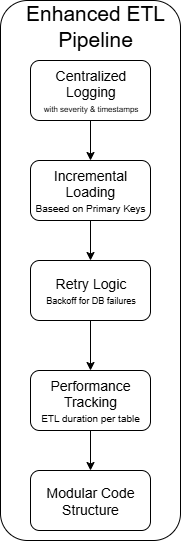 Enhanced ETL
Pipeline
Centralized
Logging
with severity & timestamps
Incremental
Loading
Baseed on Primary Keys
Retry Logic
Backoff for DB failures
Performance
Tracking
ETL duration per table
Modular Code
Structure